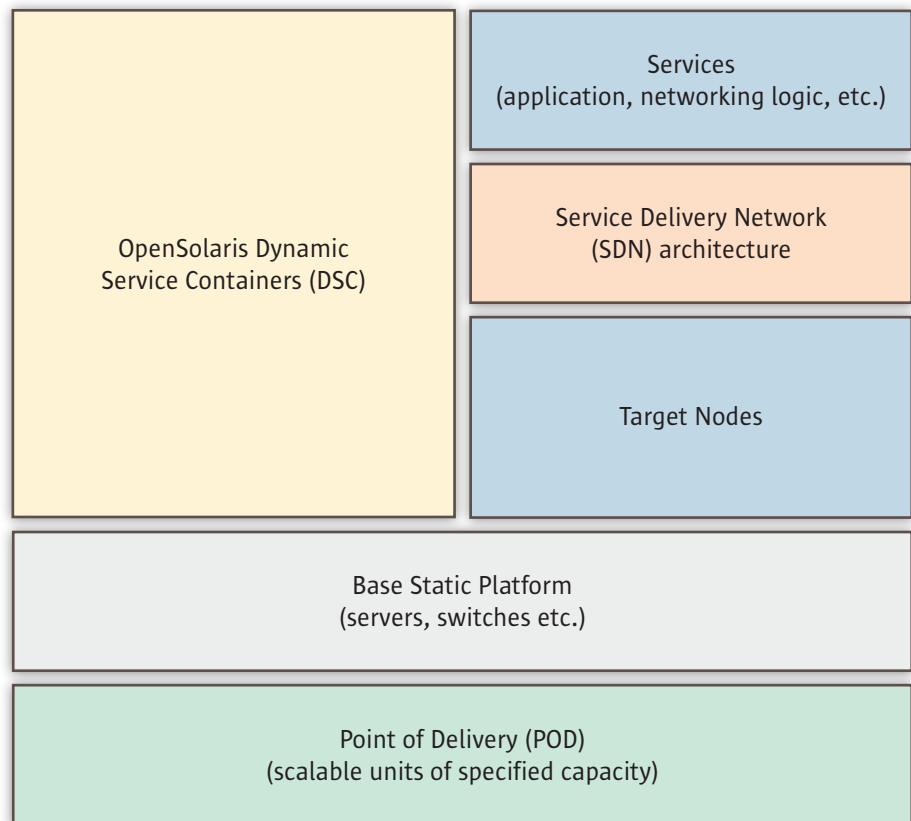 Services
(application, networking logic, etc.)
Service Delivery Network
(SDN) architecture
OpenSolaris Dynamic
Service Containers (DSC)
Target Nodes
Base Static Platform
(servers, switches etc.)
Point of Delivery (POD)
(scalable units of specified capacity)